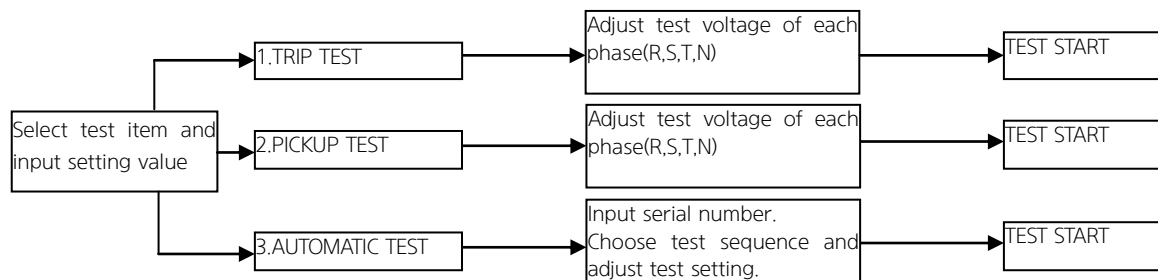 Adjust test voltage of each
phase(R,S,T,N)
1.TRIP TEST
TEST START
Select test item and
input setting value
Adjust test voltage of each
phase(R,S,T,N)
2.PICKUP TEST
TEST START
Input serial number.
Choose test sequence and
adjust test setting.
3.AUTOMATIC TEST
TEST START